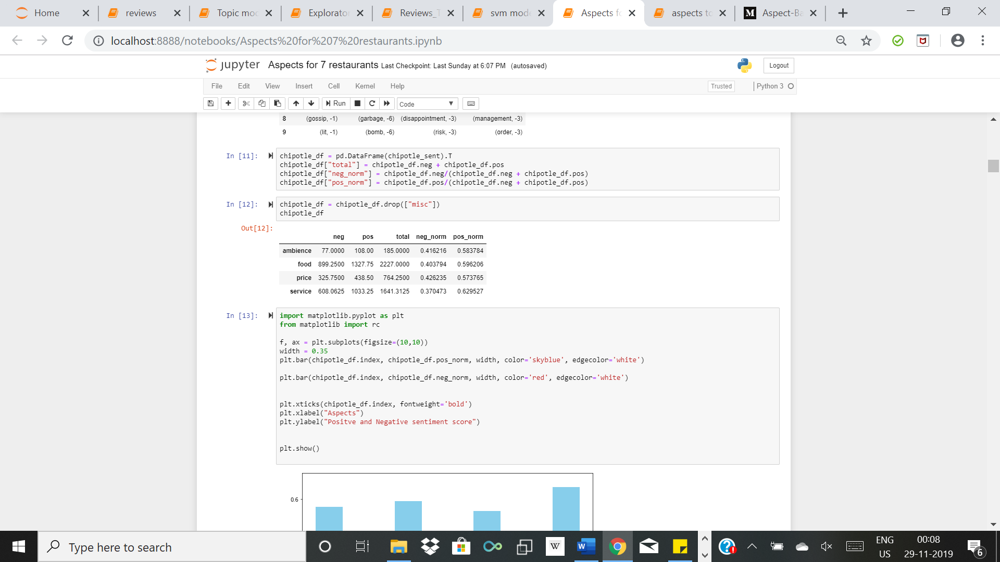 Home
reviews
Topic mo
Explorator
Reviews_T
svm mod
Aspects fo
aspects to
M Aspect-Ba
localhost:8888/notebooks/Aspects%20for%207%20restaurants.ipynb
jupyter Aspects for 7 restaurants Last Checkpoint: Last Sunday at 6:07 PM (autosaved)
Logout
File Edit View Insert Cell Kernel Help
Trusted
Python 3
Run
Code
8 (gossip, -1) (garbage, -6) (disappointment, -3) (management, -3)
9 (lit, -1) (bomb, -6) (risk, -3) (order, -3)
In [11]:
chipotle_df = pd.DataFrame(chipotle_sent).T
chipotle_df["total"] = chipotle_df.neg + chipotle_df.pos
chipotle_df["neg_norm"] = chipotle_df.neg/(chipotle_df.neg + chipotle_df.pos)
chipotle_df["pos_norm"] = chipotle_df.pos/(chipotle_df.neg + chipotle_df.pos)
In [12]:
chipotle_df = chipotle_df.drop(["misc"])
chipotle_df
Out[12]:
neg pos total neg_norm pos_norm
ambience 77.0000 108.00 185.0000 0.416216 0.583784
food 899.2500 1327.75 2227.0000 0.403794 0.596206
price 325.7500 438.50 764.2500 0.426235 0.573765
service 608.0625 1033.25 1641.3125 0.370473 0.629527
In [13]:
import matplotlib.pyplot as plt
from matplotlib import rc
f, ax = plt.subplots(figsize=(10,10))
width = 0.35
plt.bar(chipotle_df.index, chipotle_df.pos_norm, width, color='skyblue', edgecolor='white')
plt.bar(chipotle_df.index, chipotle_df.neg_norm, width, color='red', edgecolor='white')
plt.xticks(chipotle_df.index, fontweight='bold')
plt.xlabel("Aspects")
plt.ylabel("Positve and Negative sentiment score")
plt.show()
0.6
Type here to search
W
W
ENG
US
00:08
29-11-2019
6